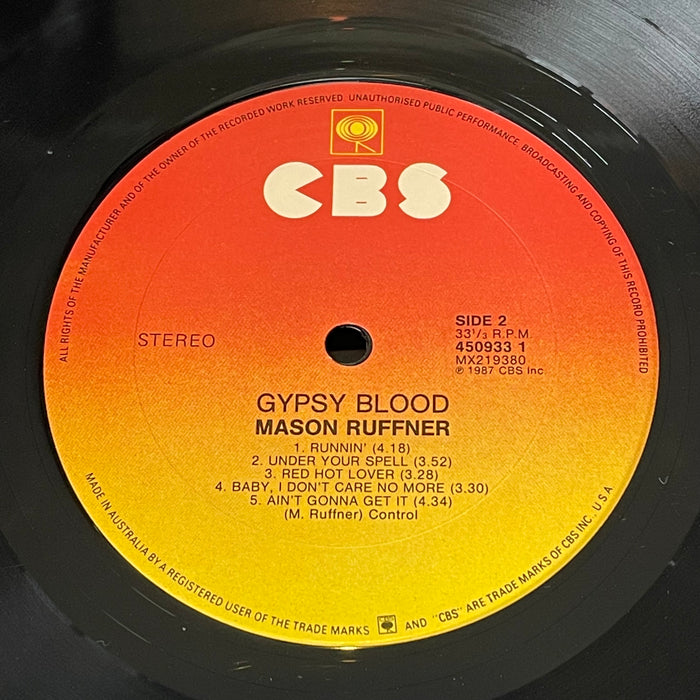 ALL RIGHTS OF THE MANUFACTURER AND OF THE OWNER OF THE RECORDED WORK RESERVED UNAUTHORISED PUBLIC PERFORMANCE, BROADCASTING AND COPYING OF THIS RECORD PROHIBITED
CBS
STEREO
SIDE 2
33⅓ R.P.M.
450933 1
MX219380
℗ 1987 CBS Inc
GYPSY BLOOD
MASON RUFFNER
1. RUNNIN' (4.18)
2. UNDER YOUR SPELL (3.52)
3. RED HOT LOVER (3.28)
4. BABY, I DON'T CARE NO MORE (3.30)
5. AIN'T GONNA GET IT (4.34)
(M. Ruffner) Control
MADE IN AUSTRALIA BY A REGISTERED USER OF THE TRADE MARKS AND "CBS" ARE TRADE MARKS OF CBS INC. U.S.A